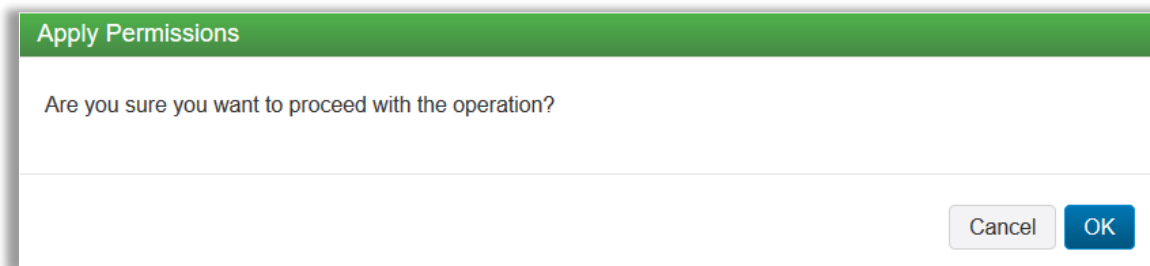 Apply Permissions
Are you sure you want to proceed with the operation?
Cancel OK